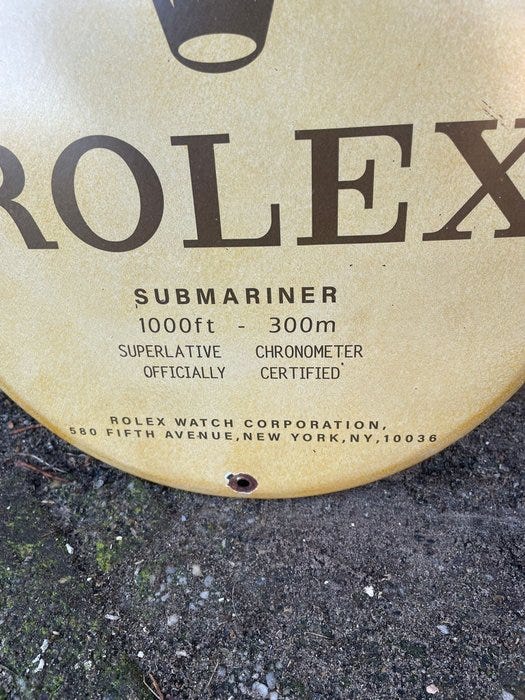 ROLEX
SUBMARINER
1000ft - 300m
SUPERLATIVE CHRONOMETER
OFFICIALLY CERTIFIED
ROLEX WATCH CORPORATION,
580 FIFTH AVENUE,NEW YORK,NY,10036